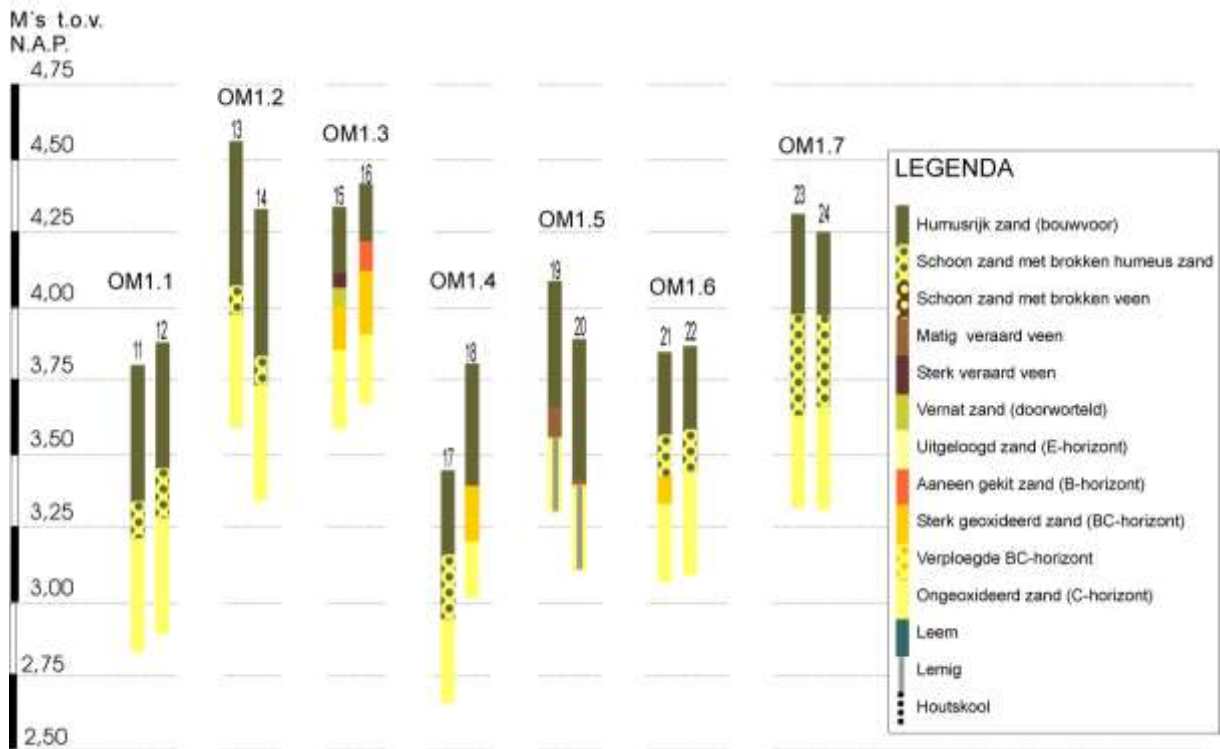 M's t.o.v.
N.A.P.
4,75
4,50
4,25
4,00
3,75
3,50
3,25
3,00
2,75
2,50
OM1.1
11
12
OM1.2
13
14
OM1.3
15
16
OM1.4
17
18
OM1.5
19
20
OM1.6
21
22
OM1.7
23
24
LEGENDA
Humusrijk zand (bouwvoor)
Schoon zand met brokken humeus zand
Schoon zand met brokken veen
Matig veraard veen
Sterk veraard veen
Vernat zand (doorworteld)
Uitgeloogd zand (E-horizont)
Aaneen gekit zand (B-horizont)
Sterk geoxideerd zand (BC-horizont)
Verploegde BC-horizont
Ongeoxideerd zand (C-horizont)
Leem
Lemig
Houtskool